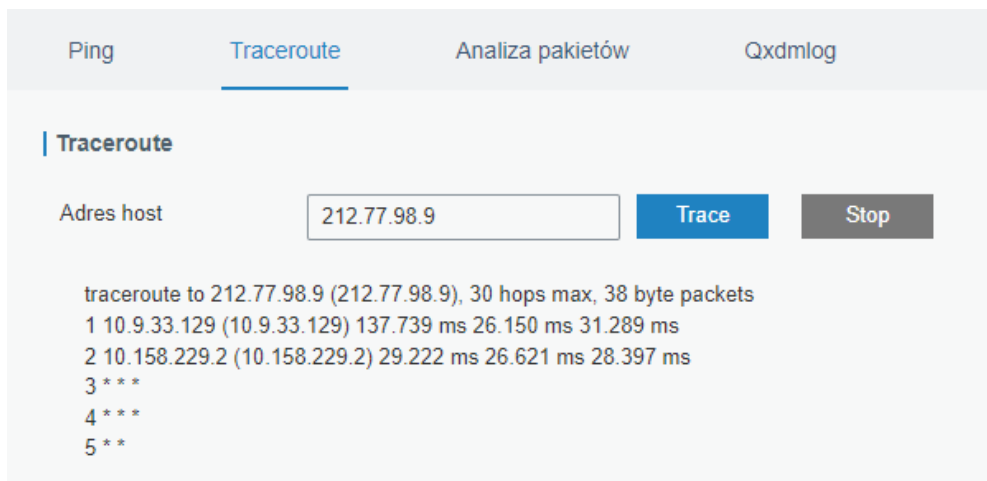 Ping Traceroute Analiza pakietów Qxdmlog
Traceroute
Adres host 212.77.98.9 Trace Stop
traceroute to 212.77.98.9 (212.77.98.9), 30 hops max, 38 byte packets
1 10.9.33.129 (10.9.33.129) 137.739 ms 26.150 ms 31.289 ms
2 10.158.229.2 (10.158.229.2) 29.222 ms 26.621 ms 28.397 ms
3 * * *
4 * * *
5 * *